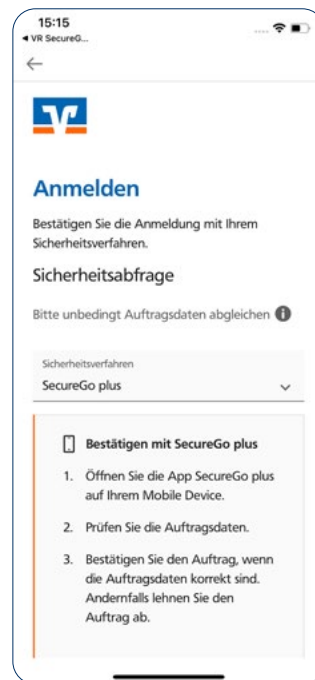 15:15
◀ VR SecureG...
Anmelden
Bestätigen Sie die Anmeldung mit Ihrem
Sicherheitsverfahren.
Sicherheitsabfrage
Bitte unbedingt Auftragsdaten abgleichen i
Sicherheitsverfahren
SecureGo plus
Bestätigen mit SecureGo plus
1. Öffnen Sie die App SecureGo plus
auf Ihrem Mobile Device.
2. Prüfen Sie die Auftragsdaten.
3. Bestätigen Sie den Auftrag, wenn
die Auftragsdaten korrekt sind.
Andernfalls lehnen Sie den
Auftrag ab.